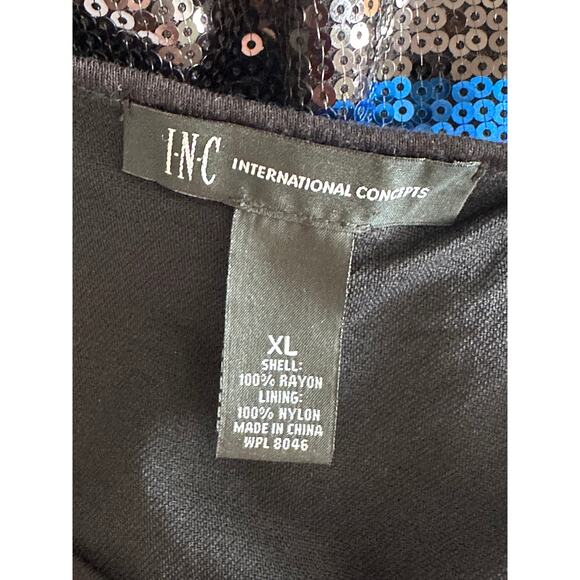 I·N·C INTERNATIONAL CONCEPTS
XL
SHELL:
100% RAYON
LINING:
100% NYLON
MADE IN CHINA
WPL 8046